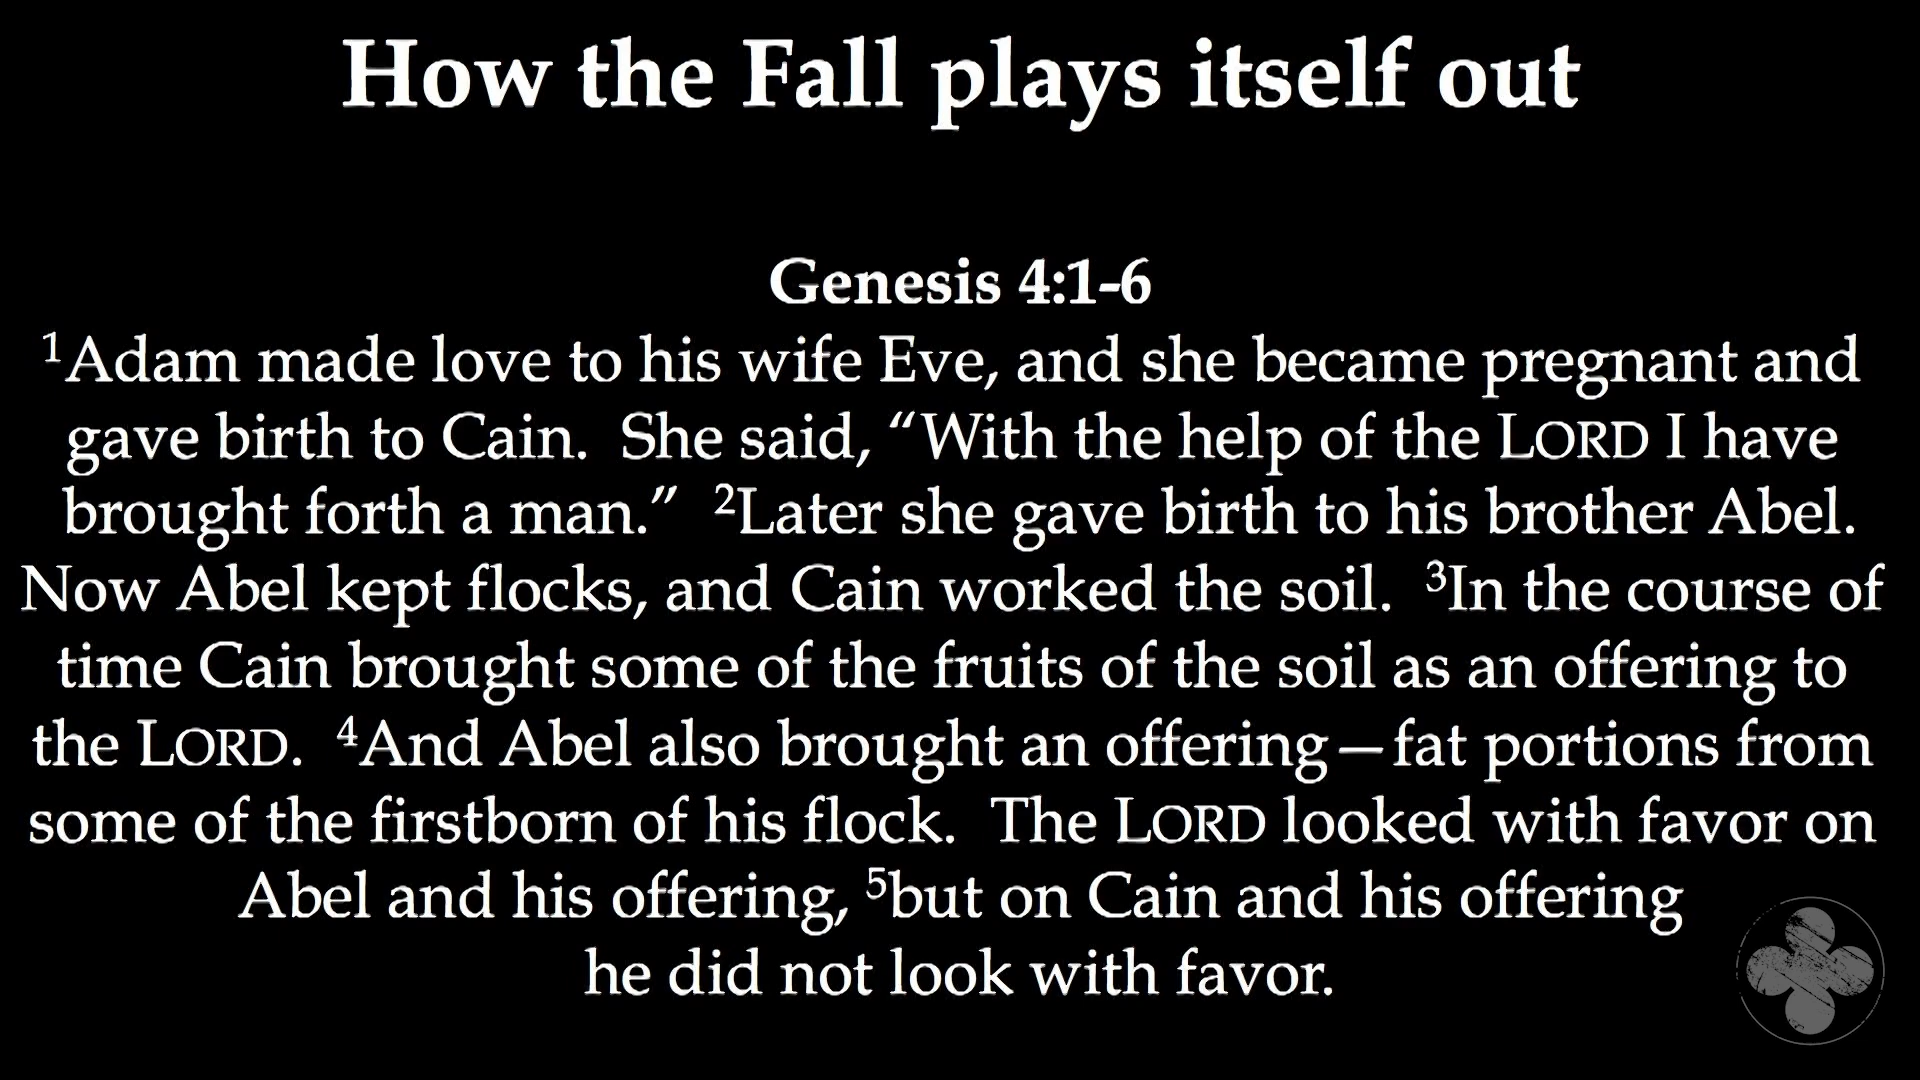 How the Fall plays itself out
Genesis 4:1-6
¹Adam made love to his wife Eve, and she became pregnant and
gave birth to Cain.  She said, “With the help of the LORD I have
brought forth a man.”  ²Later she gave birth to his brother Abel.
Now Abel kept flocks, and Cain worked the soil.  ³In the course of
time Cain brought some of the fruits of the soil as an offering to
the LORD.  ⁴And Abel also brought an offering—fat portions from
some of the firstborn of his flock.  The LORD looked with favor on
Abel and his offering, ⁵but on Cain and his offering
he did not look with favor.